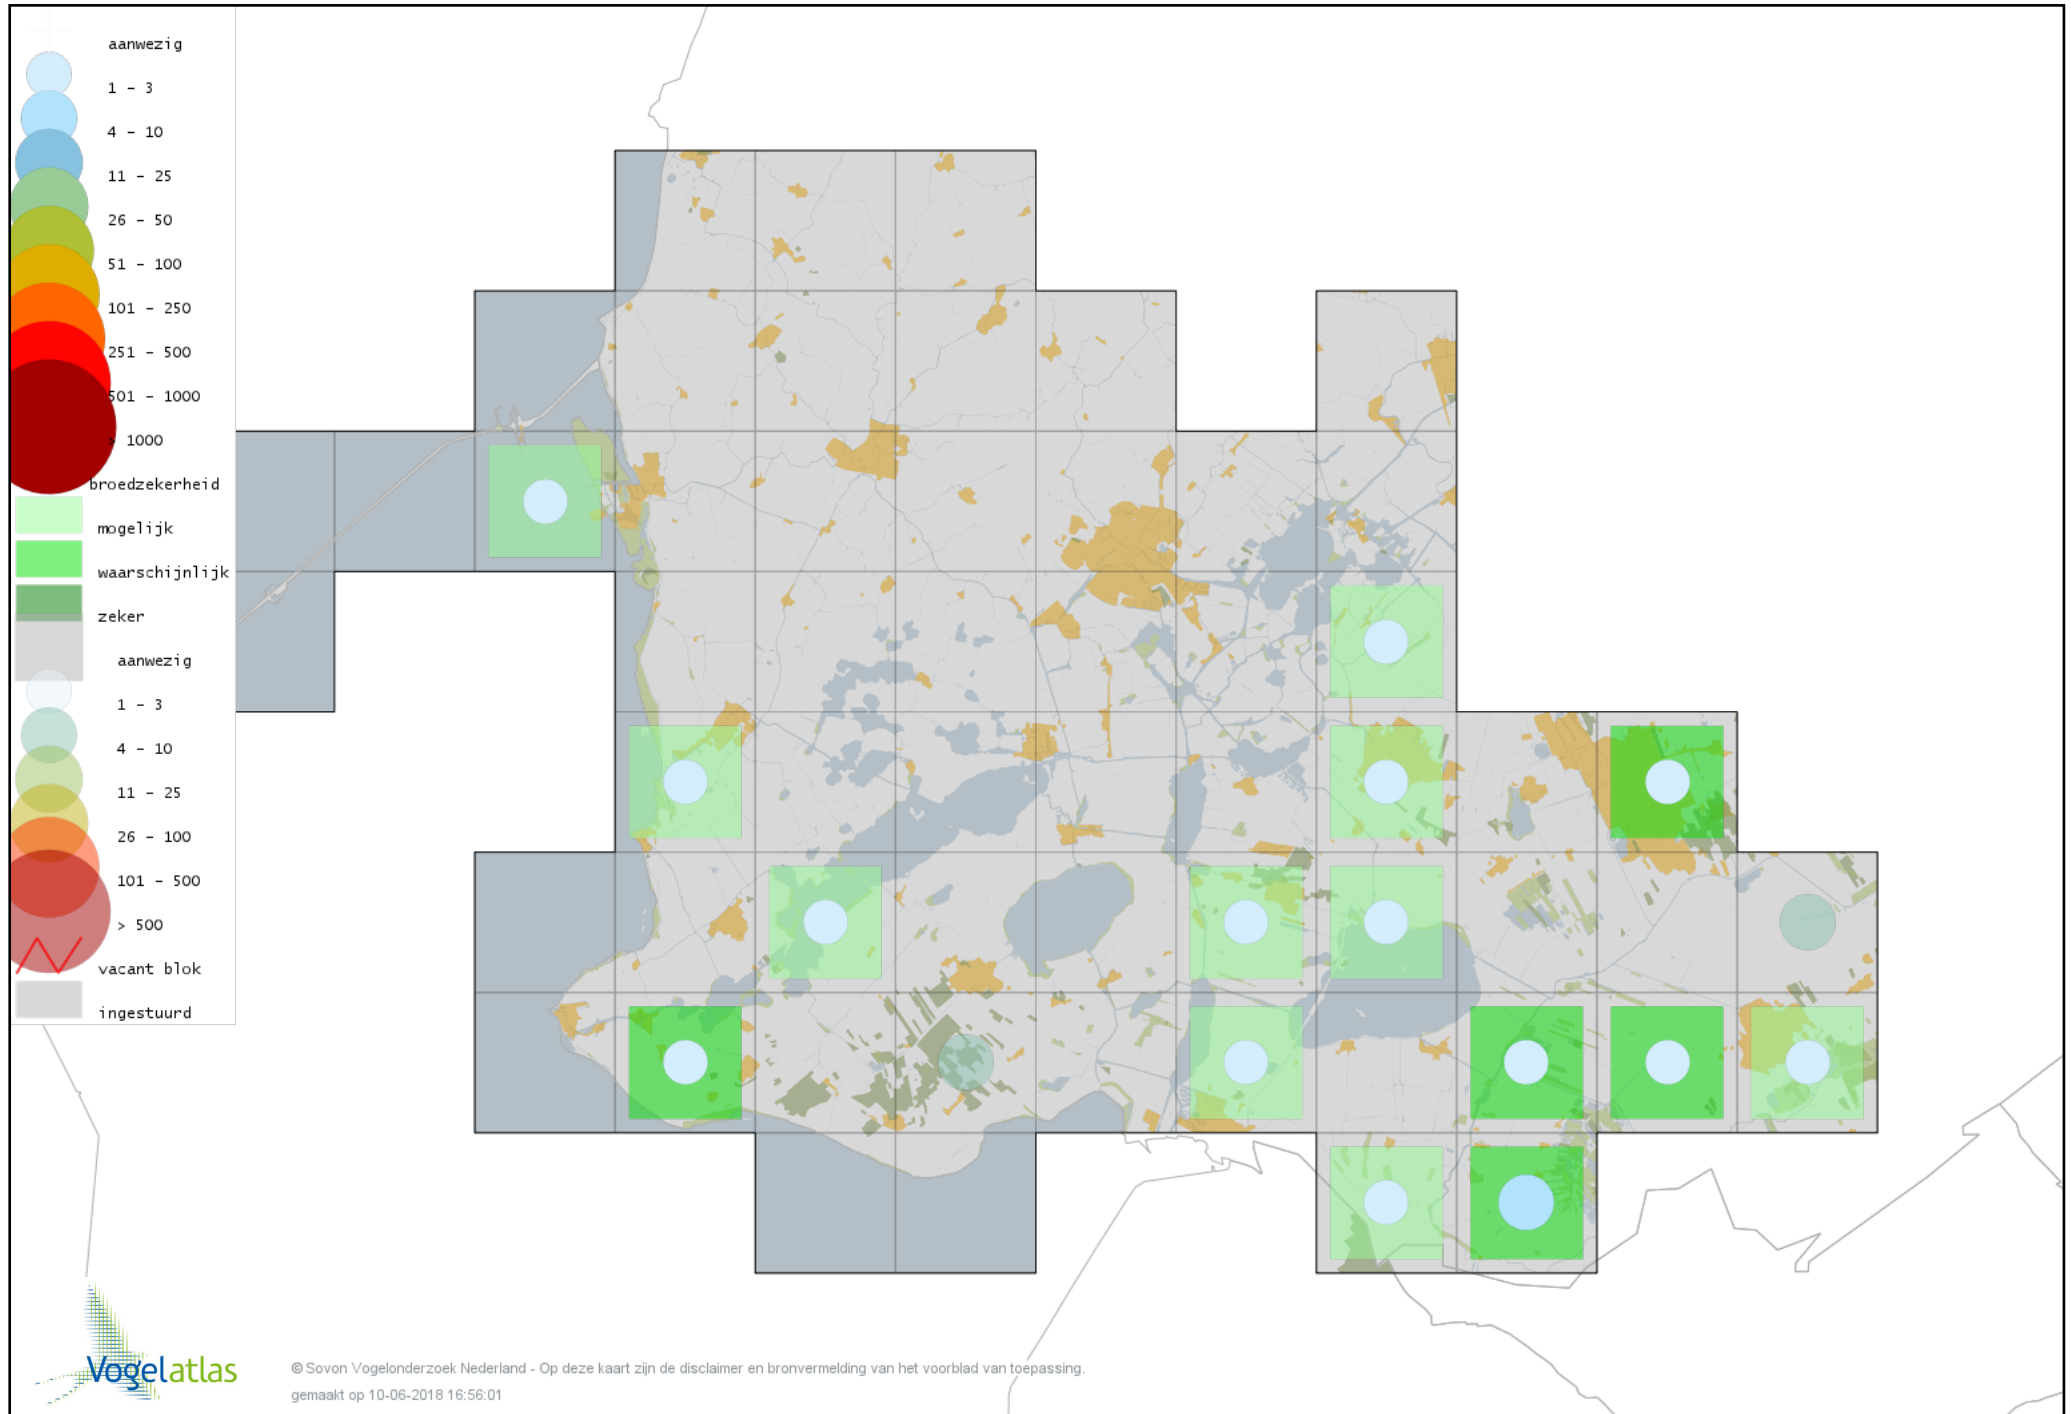 aanwezig
1 - 3
4 - 10
11 - 25
26 - 50
51 - 100
101 - 250
251 - 500
501 - 1000
> 1000
broedzekerheid
mogelijk
waarschijnlijk
zeker
aanwezig
1 - 3
4 - 10
11 - 25
26 - 100
101 - 500
> 500
vacant blok
ingestuurd
Vogelatlas
© Sovon Vogelonderzoek Nederland - Op deze kaart zijn de disclaimer en bronvermelding van het voorblad van toepassing.
gemaakt op 10-06-2018 16:56:01